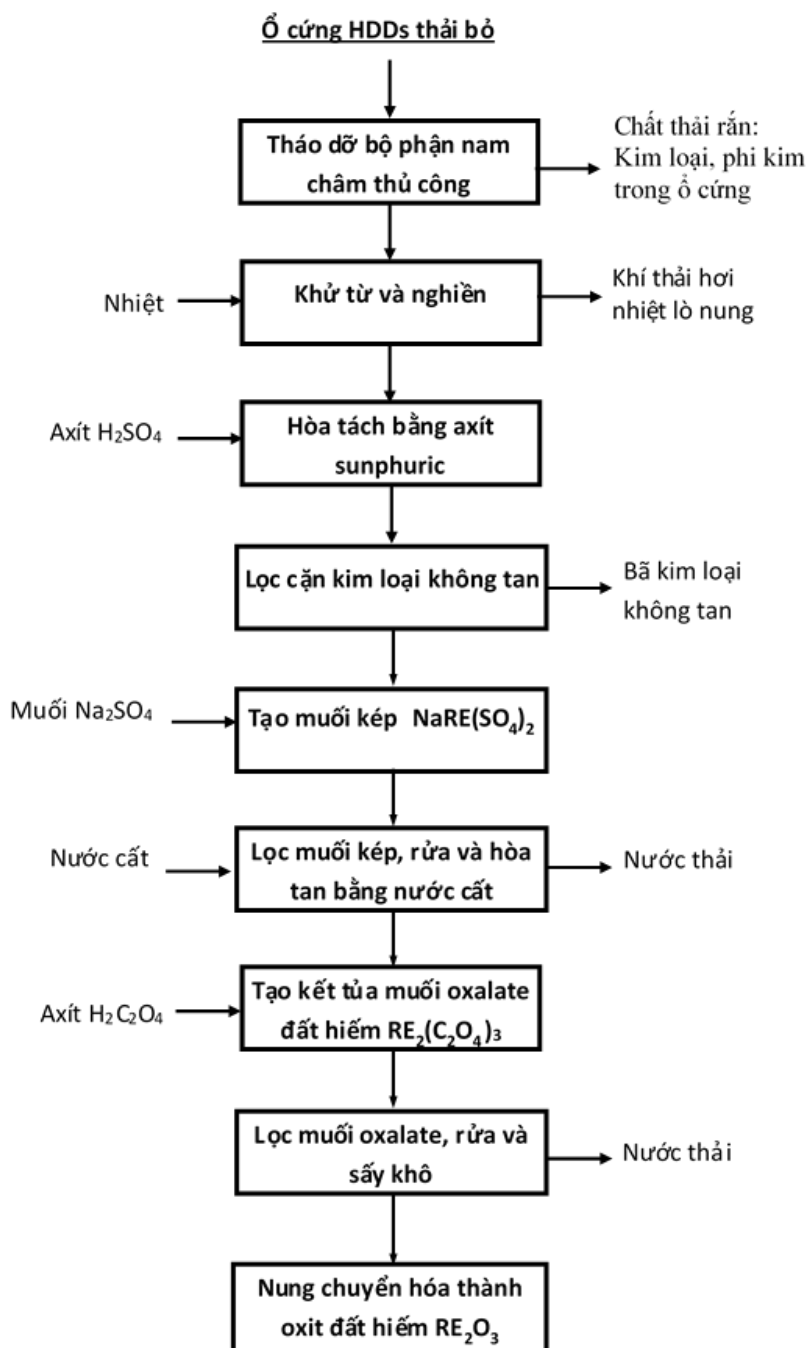 Ổ cứng HDDs thải bỏ
Tháo dỡ bộ phận nam
châm thủ công
Chất thải rắn:
Kim loại, phi kim
trong ổ cứng
Nhiệt
Khử từ và nghiền
Khí thải hơi
nhiệt lò nung
Axít H₂SO₄
Hòa tách bằng axít
sunphuric
Lọc cặn kim loại không tan
Bã kim loại
không tan
Muối Na₂SO₄
Tạo muối kép NaRE(SO₄)₂
Nước cất
Lọc muối kép, rửa và hòa
tan bằng nước cất
Nước thải
Axít H₂C₂O₄
Tạo kết tủa muối oxalate
đất hiếm RE₂(C₂O₄)₃
Lọc muối oxalate, rửa và
sấy khô
Nước thải
Nung chuyển hóa thành
oxit đất hiếm RE₂O₃